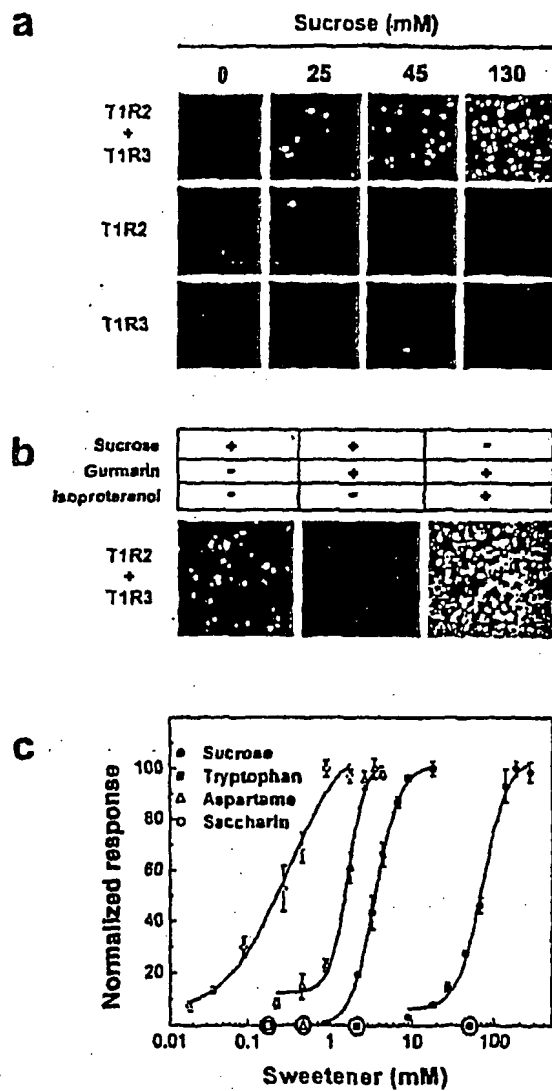 a
Sucrose (mM)
0 25 45 130
T1R2
+
T1R3
T1R2
T1R3
b
Sucrose + + -
Gurmarin - + +
Isoproteranol - - +
T1R2
+
T1R3
c
Sucrose
Tryptophan
Aspartame
Saccharin
Normalized response
100
80
60
40
20
0.01 0.1 1 10 100
Sweetener (mM)